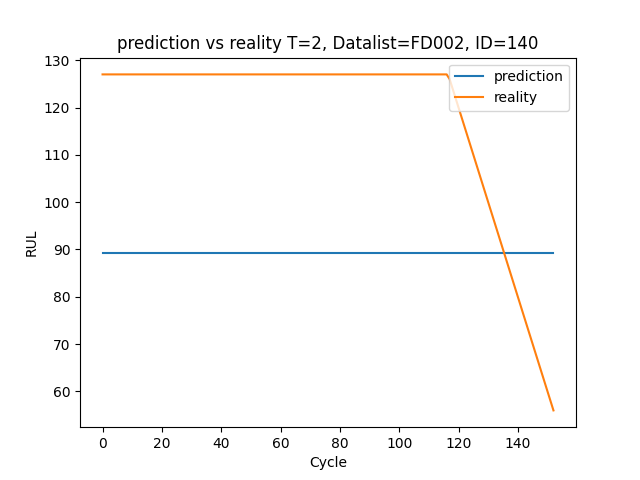 prediction vs reality T=2, Datalist=FD002, ID=140
prediction
reality
RUL
130
120
110
100
90
80
70
60
0 20 40 60 80 100 120 140
Cycle